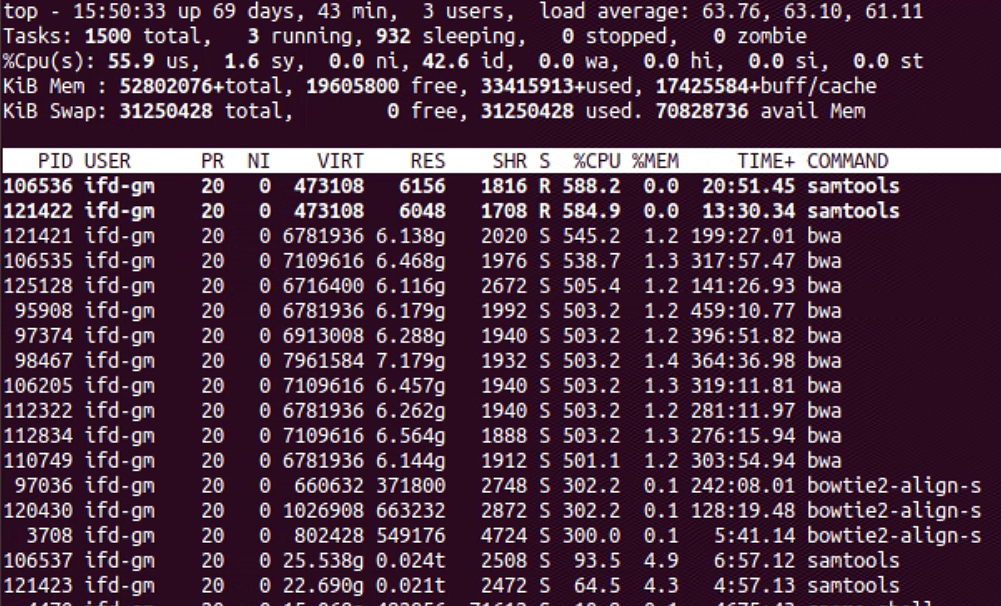 top - 15:50:33 up 69 days, 43 min, 3 users, load average: 63.76, 63.10, 61.11
Tasks: 1500 total, 3 running, 932 sleeping, 0 stopped, 0 zombie
%Cpu(s): 55.9 us, 1.6 sy, 0.0 ni, 42.6 id, 0.0 wa, 0.0 hi, 0.0 si, 0.0 st
KiB Mem : 52802076+total, 19605800 free, 33415913+used, 17425584+buff/cache
KiB Swap: 31250428 total, 0 free, 31250428 used. 70828736 avail Mem
PID USER PR NI VIRT RES SHR S %CPU %MEM TIME+ COMMAND
106536 ifd-gm 20 0 473108 6156 1816 R 588.2 0.0 20:51.45 samtools
121422 ifd-gm 20 0 473108 6048 1708 R 584.9 0.0 13:30.34 samtools
121421 ifd-gm 20 0 6781936 6.138g 2020 S 545.2 1.2 199:27.01 bwa
106535 ifd-gm 20 0 7109616 6.468g 1976 S 538.7 1.3 317:57.47 bwa
125128 ifd-gm 20 0 6716400 6.116g 2672 S 505.4 1.2 141:26.93 bwa
95908 ifd-gm 20 0 6781936 6.179g 1992 S 503.2 1.2 459:10.77 bwa
97374 ifd-gm 20 0 6913008 6.288g 1940 S 503.2 1.2 396:51.82 bwa
98467 ifd-gm 20 0 7961584 7.179g 1932 S 503.2 1.4 364:36.98 bwa
106205 ifd-gm 20 0 7109616 6.457g 1940 S 503.2 1.3 319:11.81 bwa
112322 ifd-gm 20 0 6781936 6.262g 1940 S 503.2 1.2 281:11.97 bwa
112834 ifd-gm 20 0 7109616 6.564g 1888 S 503.2 1.3 276:15.94 bwa
110749 ifd-gm 20 0 6781936 6.144g 1912 S 501.1 1.2 303:54.94 bwa
97036 ifd-gm 20 0 660632 371800 2748 S 302.2 0.1 242:08.01 bowtie2-align-s
120430 ifd-gm 20 0 1026908 663232 2872 S 302.2 0.1 128:19.48 bowtie2-align-s
3708 ifd-gm 20 0 802428 549176 4724 S 300.0 0.1 5:41.14 bowtie2-align-s
106537 ifd-gm 20 0 25.538g 0.024t 2508 S 93.5 4.9 6:57.12 samtools
121423 ifd-gm 20 0 22.690g 0.021t 2472 S 64.5 4.3 4:57.13 samtools